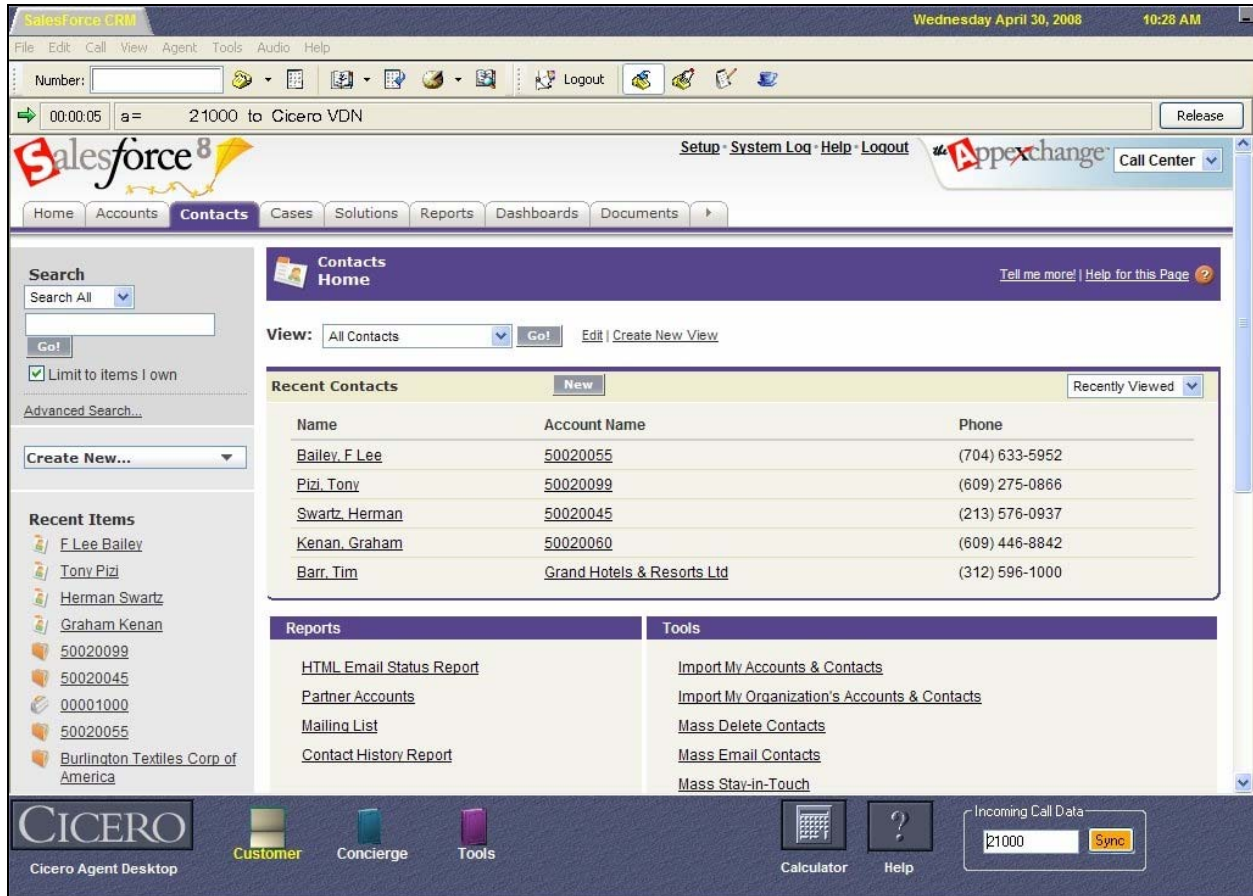 SalesForce CRM
Wednesday April 30, 2008 10:28 AM
File Edit Call View Agent Tools Audio Help
Number: Logout
00:00:05 a= 21000 to Cicero VDN Release
Salesforce 8
Setup · System Log · Help · Logout
the Appexchange Call Center
Home Accounts Contacts Cases Solutions Reports Dashboards Documents
Search
Search All
Go!
Limit to items I own
Advanced Search...
Create New...
Recent Items
F Lee Bailey
Tony Pizi
Herman Swartz
Graham Kenan
50020099
50020045
00001000
50020055
Burlington Textiles Corp of
America
Contacts
Home
Tell me more! | Help for this Page ?
View: All Contacts Go! Edit | Create New View
Recent Contacts New Recently Viewed
Name Account Name Phone
Bailey, F Lee 50020055 (704) 633-5952
Pizi, Tony 50020099 (609) 275-0866
Swartz, Herman 50020045 (213) 576-0937
Kenan, Graham 50020060 (609) 446-8842
Barr, Tim Grand Hotels & Resorts Ltd (312) 596-1000
Reports
HTML Email Status Report
Partner Accounts
Mailing List
Contact History Report
Tools
Import My Accounts & Contacts
Import My Organization's Accounts & Contacts
Mass Delete Contacts
Mass Email Contacts
Mass Stay-in-Touch
CICERO
Cicero Agent Desktop
Customer Concierge Tools
Calculator
? Help
Incoming Call Data
21000 Sync